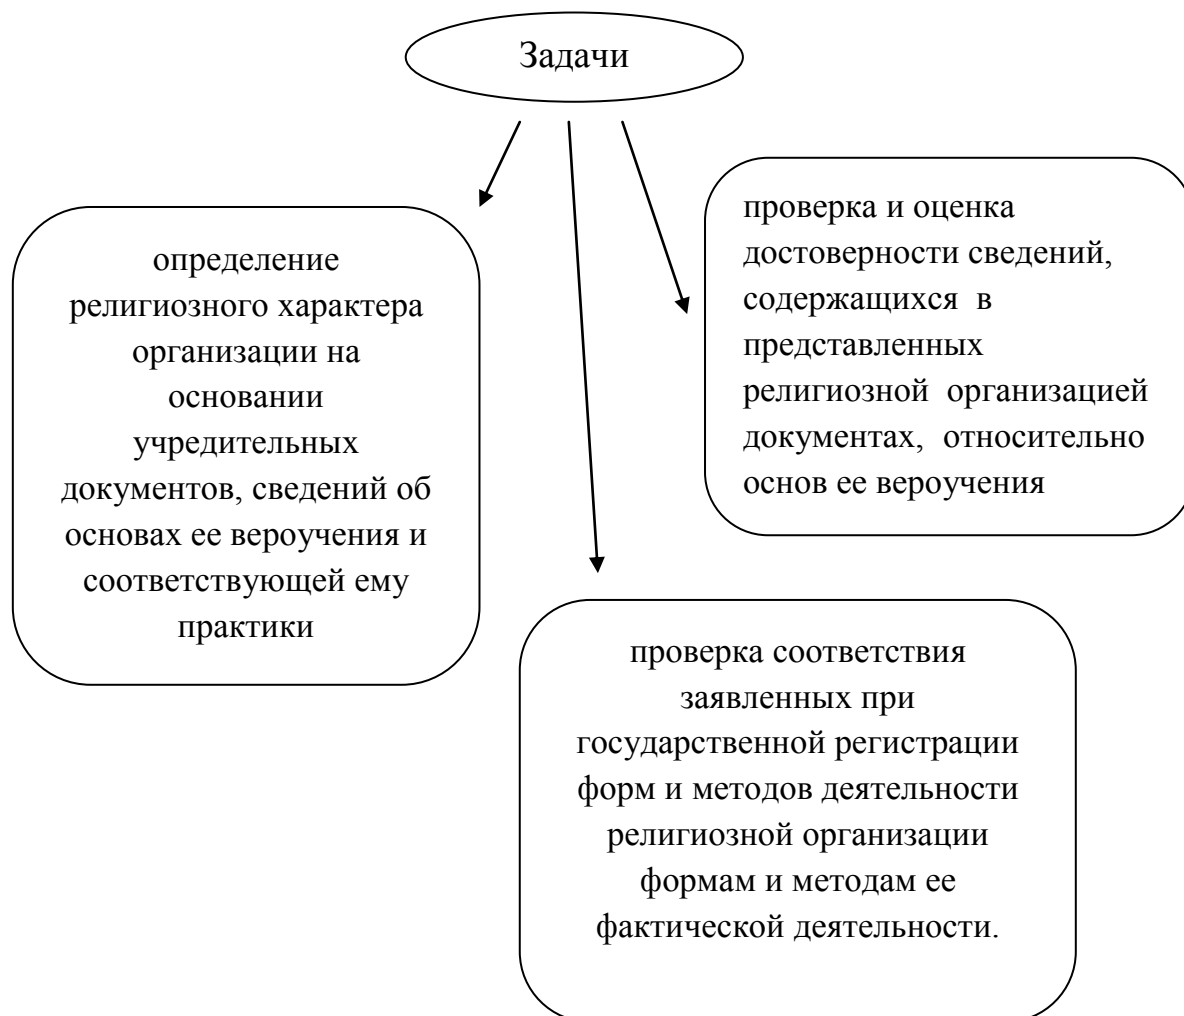 Задачи
определение
религиозного характера
организации на
основании
учредительных
документов, сведений об
основах ее вероучения и
соответствующей ему
практики
проверка и оценка
достоверности сведений,
содержащихся в
представленных
религиозной организацией
документах, относительно
основ ее вероучения
проверка соответствия
заявленных при
государственной регистрации
форм и методов деятельности
религиозной организации
формам и методам ее
фактической деятельности.